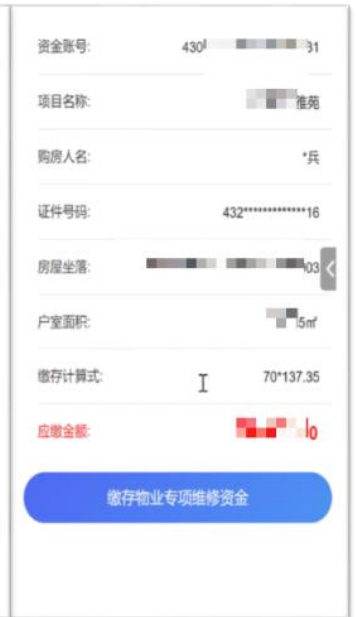 资金账号: 430 31
项目名称: 雅苑
购房人名: *兵
证件号码: 432*************16
房屋坐落: 03
户室面积: 5㎡
缴存计算式: 70*137.35
应缴金额: 0
缴存物业专项维修资金